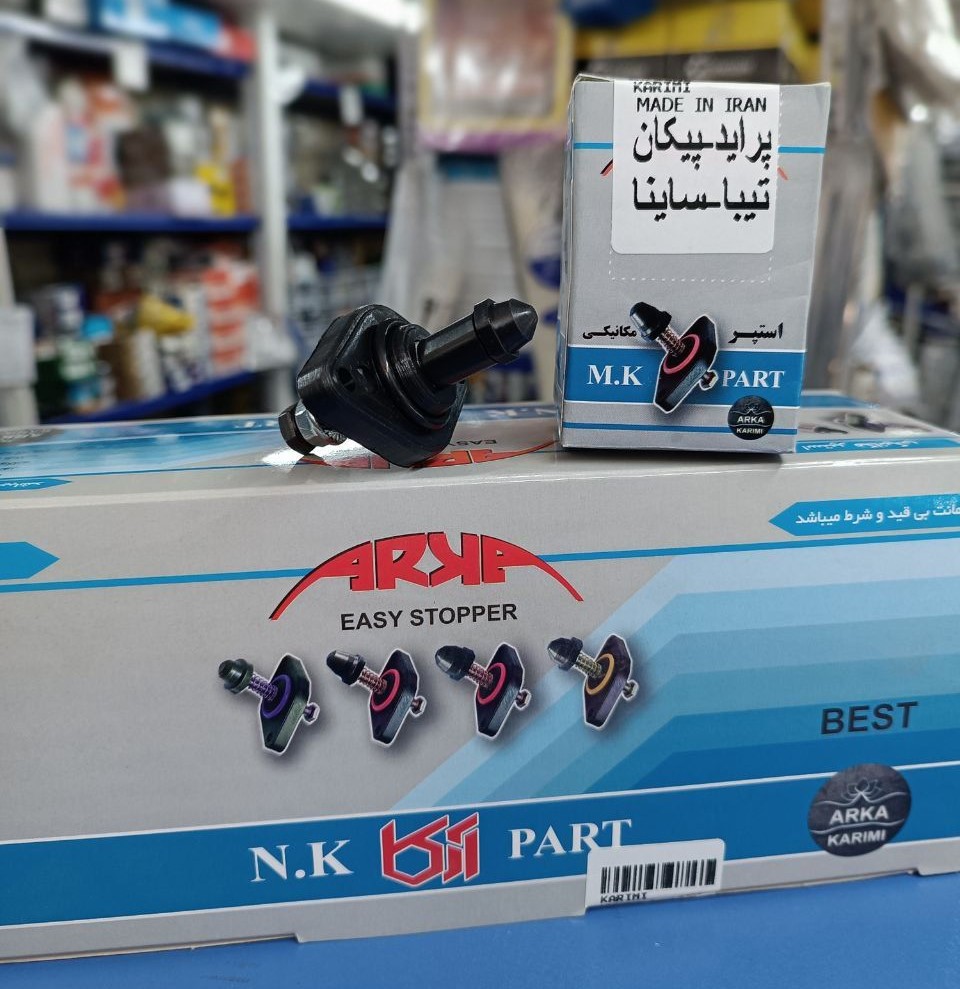 KARIMI
MADE IN IRAN
پراید-پیکان
تیبا-ساینا
استپر مکانیکی
M.K PART
ARKA
KARIMI
EASY
ضمانت بی قید و شرط میباشد
ARKA
EASY STOPPER
BEST
ARKA
KARIMI
N.K آرکا PART
KARIMI